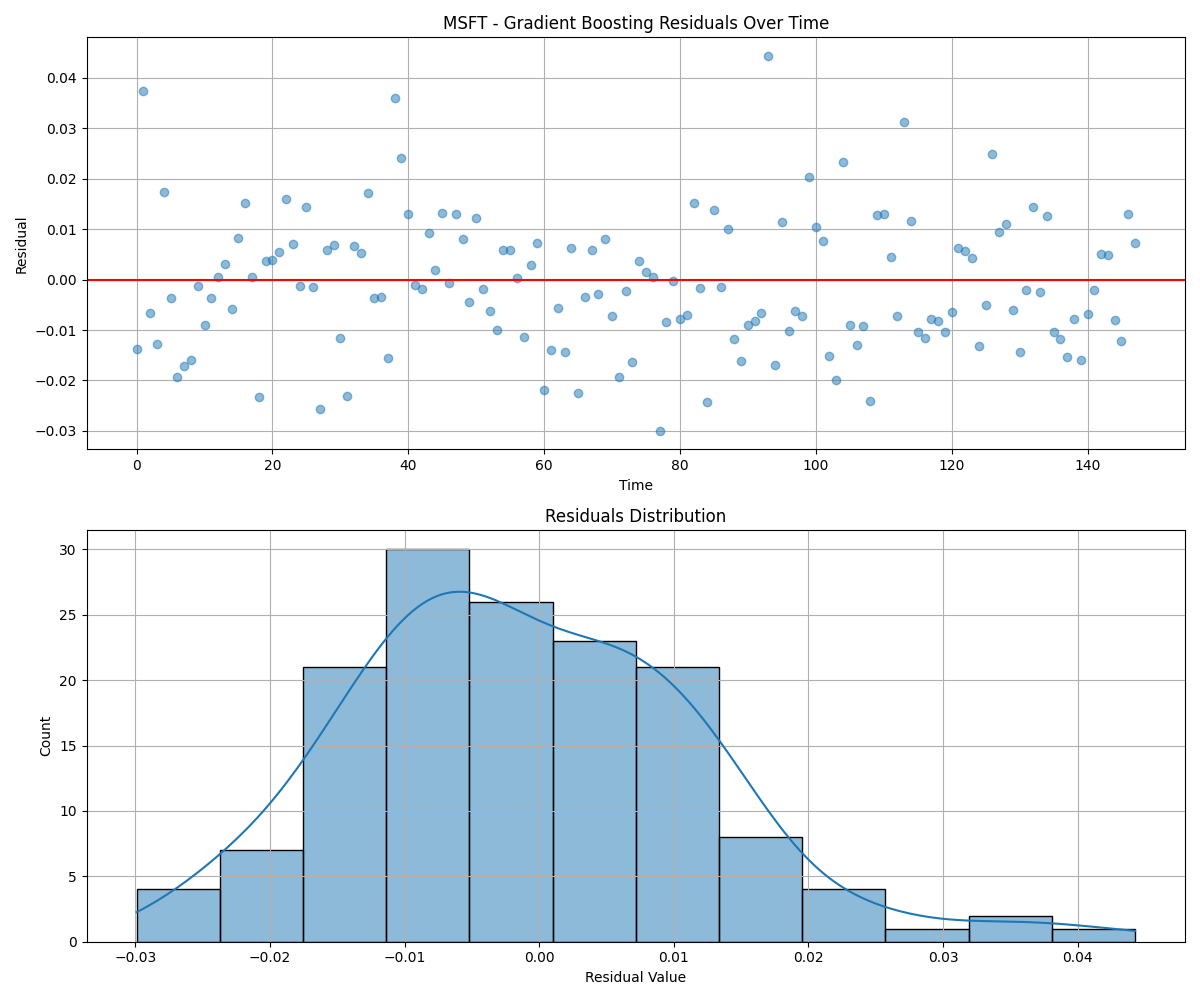 MSFT - Gradient Boosting Residuals Over Time
0.04
0.03
0.02
0.01
0.00
−0.01
−0.02
−0.03
Residual
0 20 40 60 80 100 120 140
Time
Residuals Distribution
30
25
20
15
10
5
0
Count
−0.03 −0.02 −0.01 0.00 0.01 0.02 0.03 0.04
Residual Value